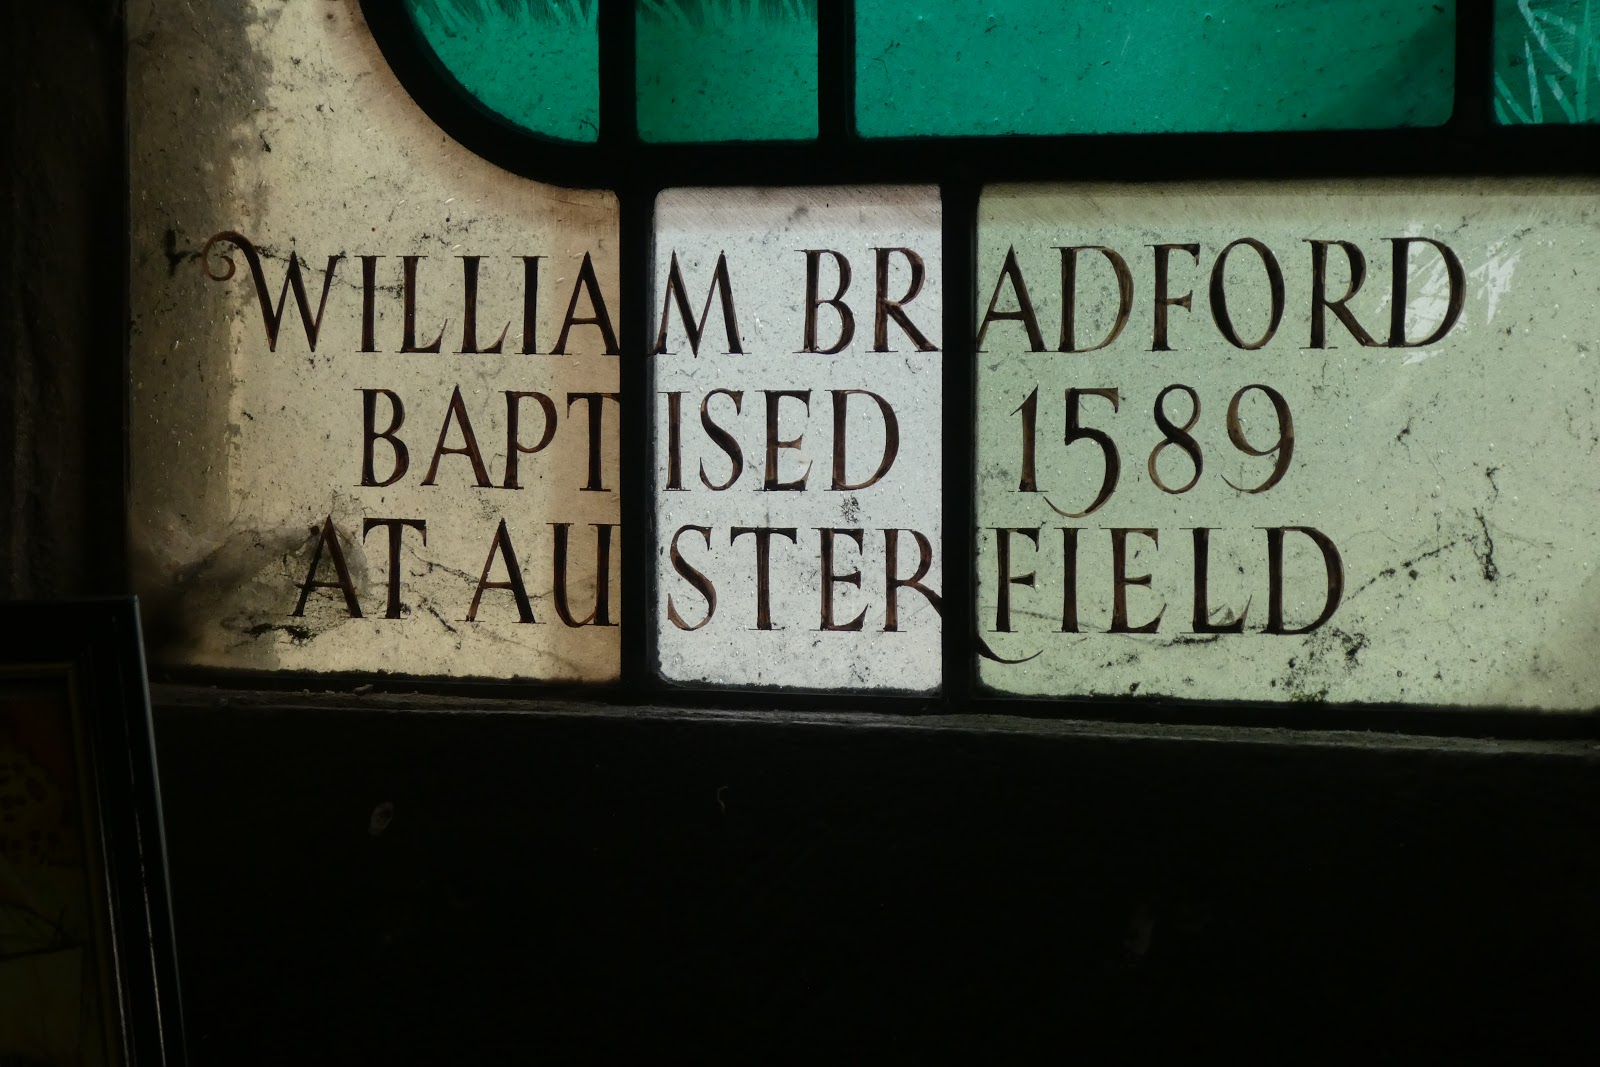 WILLIAM BRADFORD
BAPTISED 1589
AT AUSTERFIELD